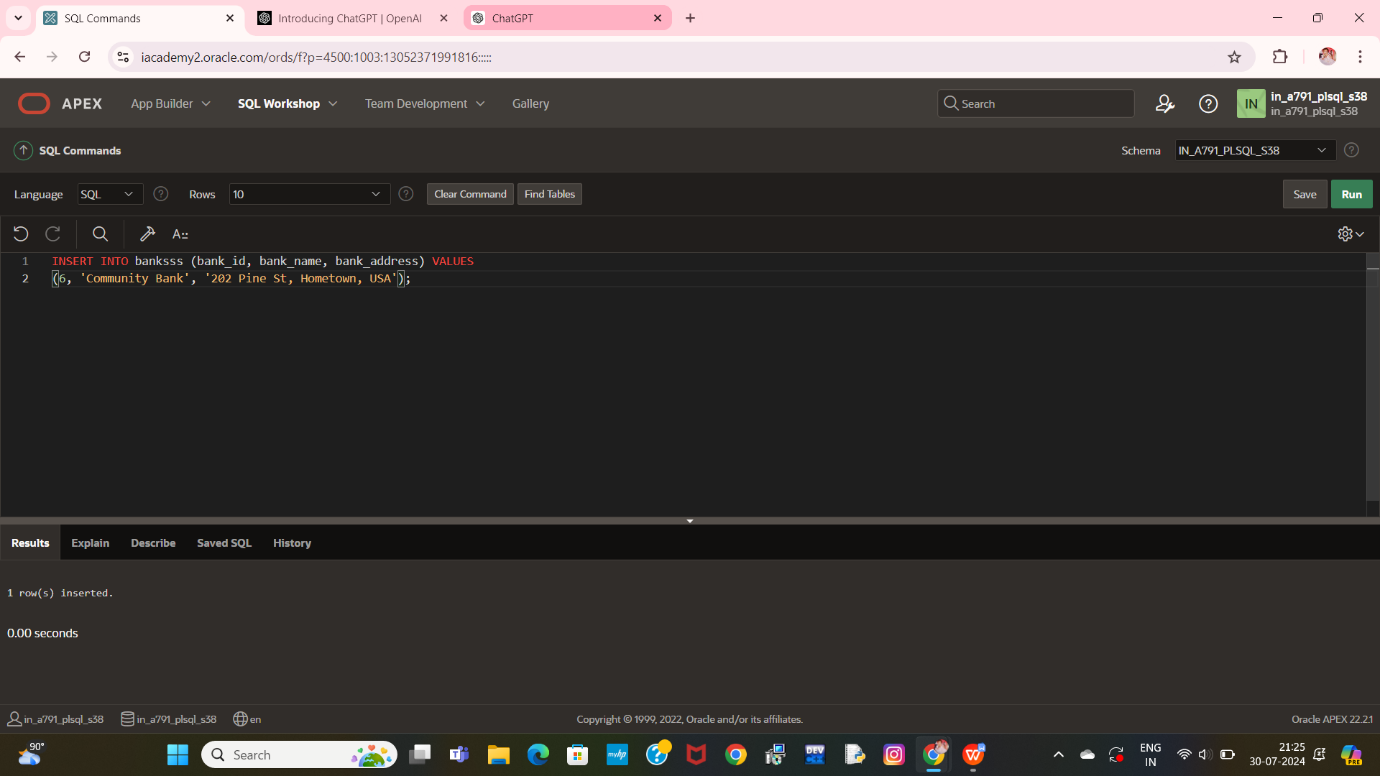 SQL Commands
Introducing ChatGPT | OpenAI
ChatGPT
iacademy2.oracle.com/ords/f?p=4500:1003:13052371991816:::::
APEX App Builder SQL Workshop Team Development Gallery
Search
IN
in_a791_plsql_s38
in_a791_plsql_s38
SQL Commands
Schema IN_A791_PLSQL_S38
Language SQL Rows 10 Clear Command Find Tables Save Run
1 INSERT INTO banksss (bank_id, bank_name, bank_address) VALUES
2 (6, 'Community Bank', '202 Pine St, Hometown, USA');
Results Explain Describe Saved SQL History
1 row(s) inserted.
0.00 seconds
in_a791_plsql_s38 in_a791_plsql_s38 en Copyright © 1999, 2022, Oracle and/or its affiliates. Oracle APEX 22.2.1
90°
Search
myhp
DEV
ENG
IN
21:25
30-07-2024
PRE